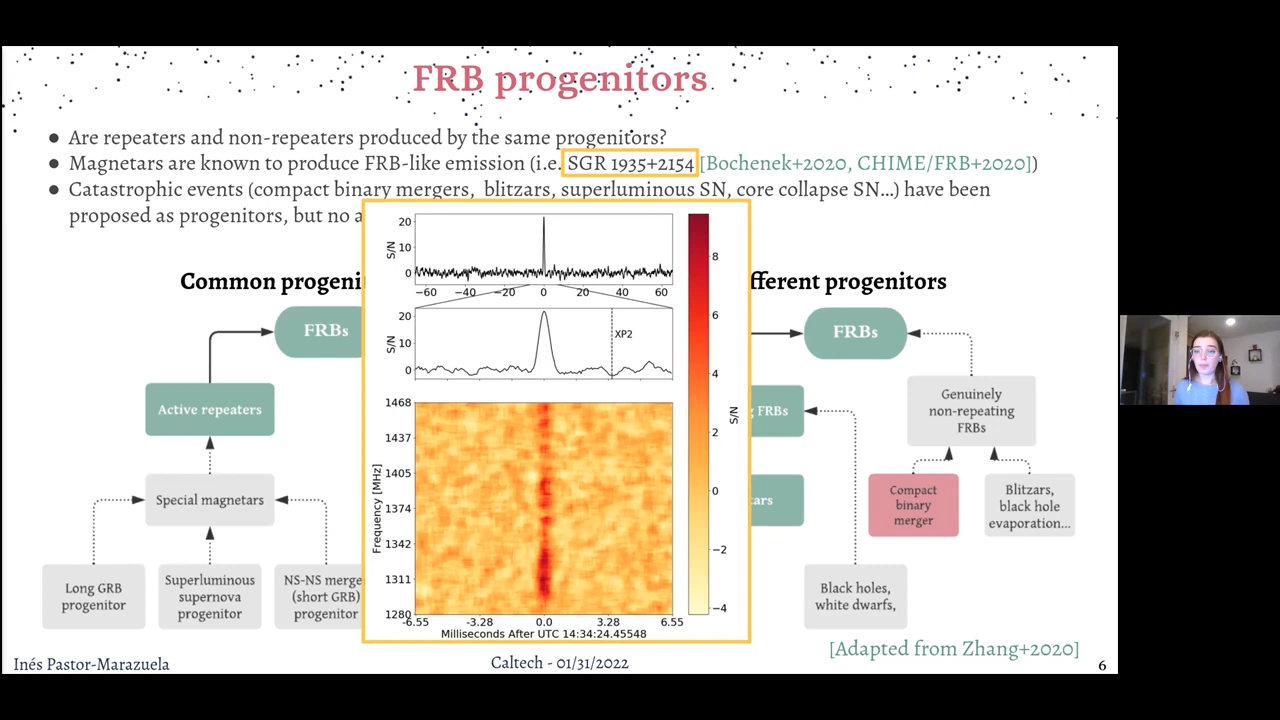 FRB progenitors
● Are repeaters and non-repeaters produced by the same progenitors?
● Magnetars are known to produce FRB-like emission (i.e. SGR 1935+2154 [Bochenek+2020, CHIME/FRB+2020])
● Catastrophic events (compact binary mergers, blitzars, superluminous SN, core collapse SN...) have been
proposed as progenitors, but no a
Common progeni
fferent progenitors
FRBs
Active repeaters
Special magnetars
Long GRB
progenitor
Superluminous
supernova
progenitor
NS-NS merge
(short GRB)
progenitor
S/N
20
10
0
−60 −40 −20 0 20 40 60
S/N
20
10
0
XP2
Frequency [MHz]
1468
1437
1405
1374
1342
1311
1280
-6.55 -3.28 0.0 3.28 6.55
Milliseconds After UTC 14:34:24.45548
8
6
4
2
0
−2
−4
S/N
FRBs
FRBs
Genuinely
non-repeating
FRBs
Compact
binary
merger
Blitzars,
black hole
evaporation...
Black holes,
white dwarfs,
[Adapted from Zhang+2020]
Inés Pastor-Marazuela
Caltech - 01/31/2022
6